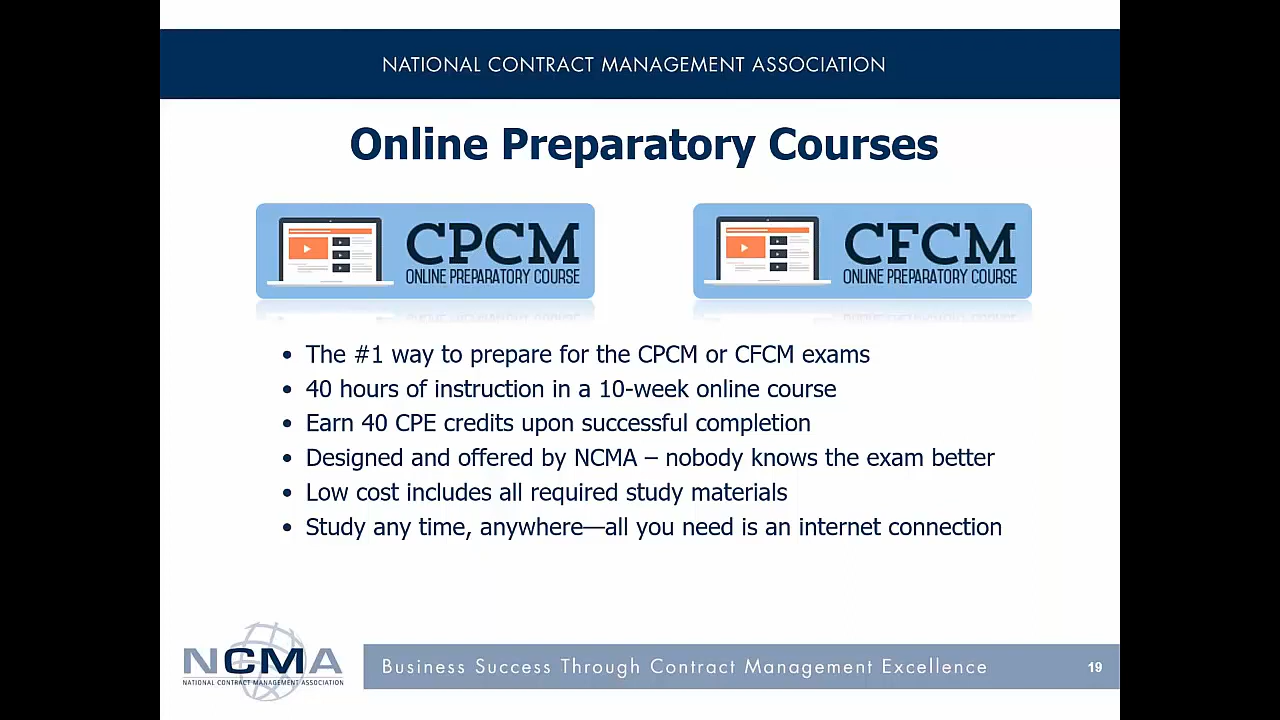 NATIONAL CONTRACT MANAGEMENT ASSOCIATION
Online Preparatory Courses
CPCM
ONLINE PREPARATORY COURSE
CFCM
ONLINE PREPARATORY COURSE
• The #1 way to prepare for the CPCM or CFCM exams
• 40 hours of instruction in a 10-week online course
• Earn 40 CPE credits upon successful completion
• Designed and offered by NCMA – nobody knows the exam better
• Low cost includes all required study materials
• Study any time, anywhere—all you need is an internet connection
NCMA
NATIONAL CONTRACT MANAGEMENT ASSOCIATION
Business Success Through Contract Management Excellence
19